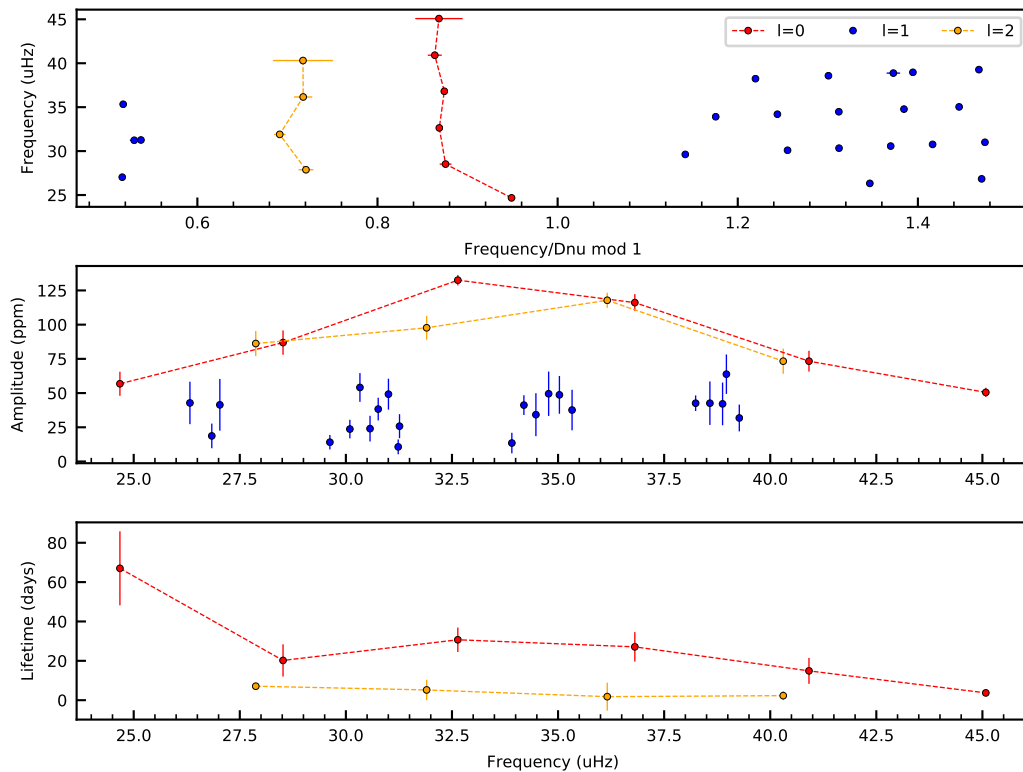 45
40
35
30
25
Frequency (uHz)
l=0
l=1
l=2
0.6 0.8 1.0 1.2 1.4
Frequency/Dnu mod 1
125
100
75
50
25
0
Amplitude (ppm)
25.0 27.5 30.0 32.5 35.0 37.5 40.0 42.5 45.0
80
60
40
20
0
Lifetime (days)
25.0 27.5 30.0 32.5 35.0 37.5 40.0 42.5 45.0
Frequency (uHz)